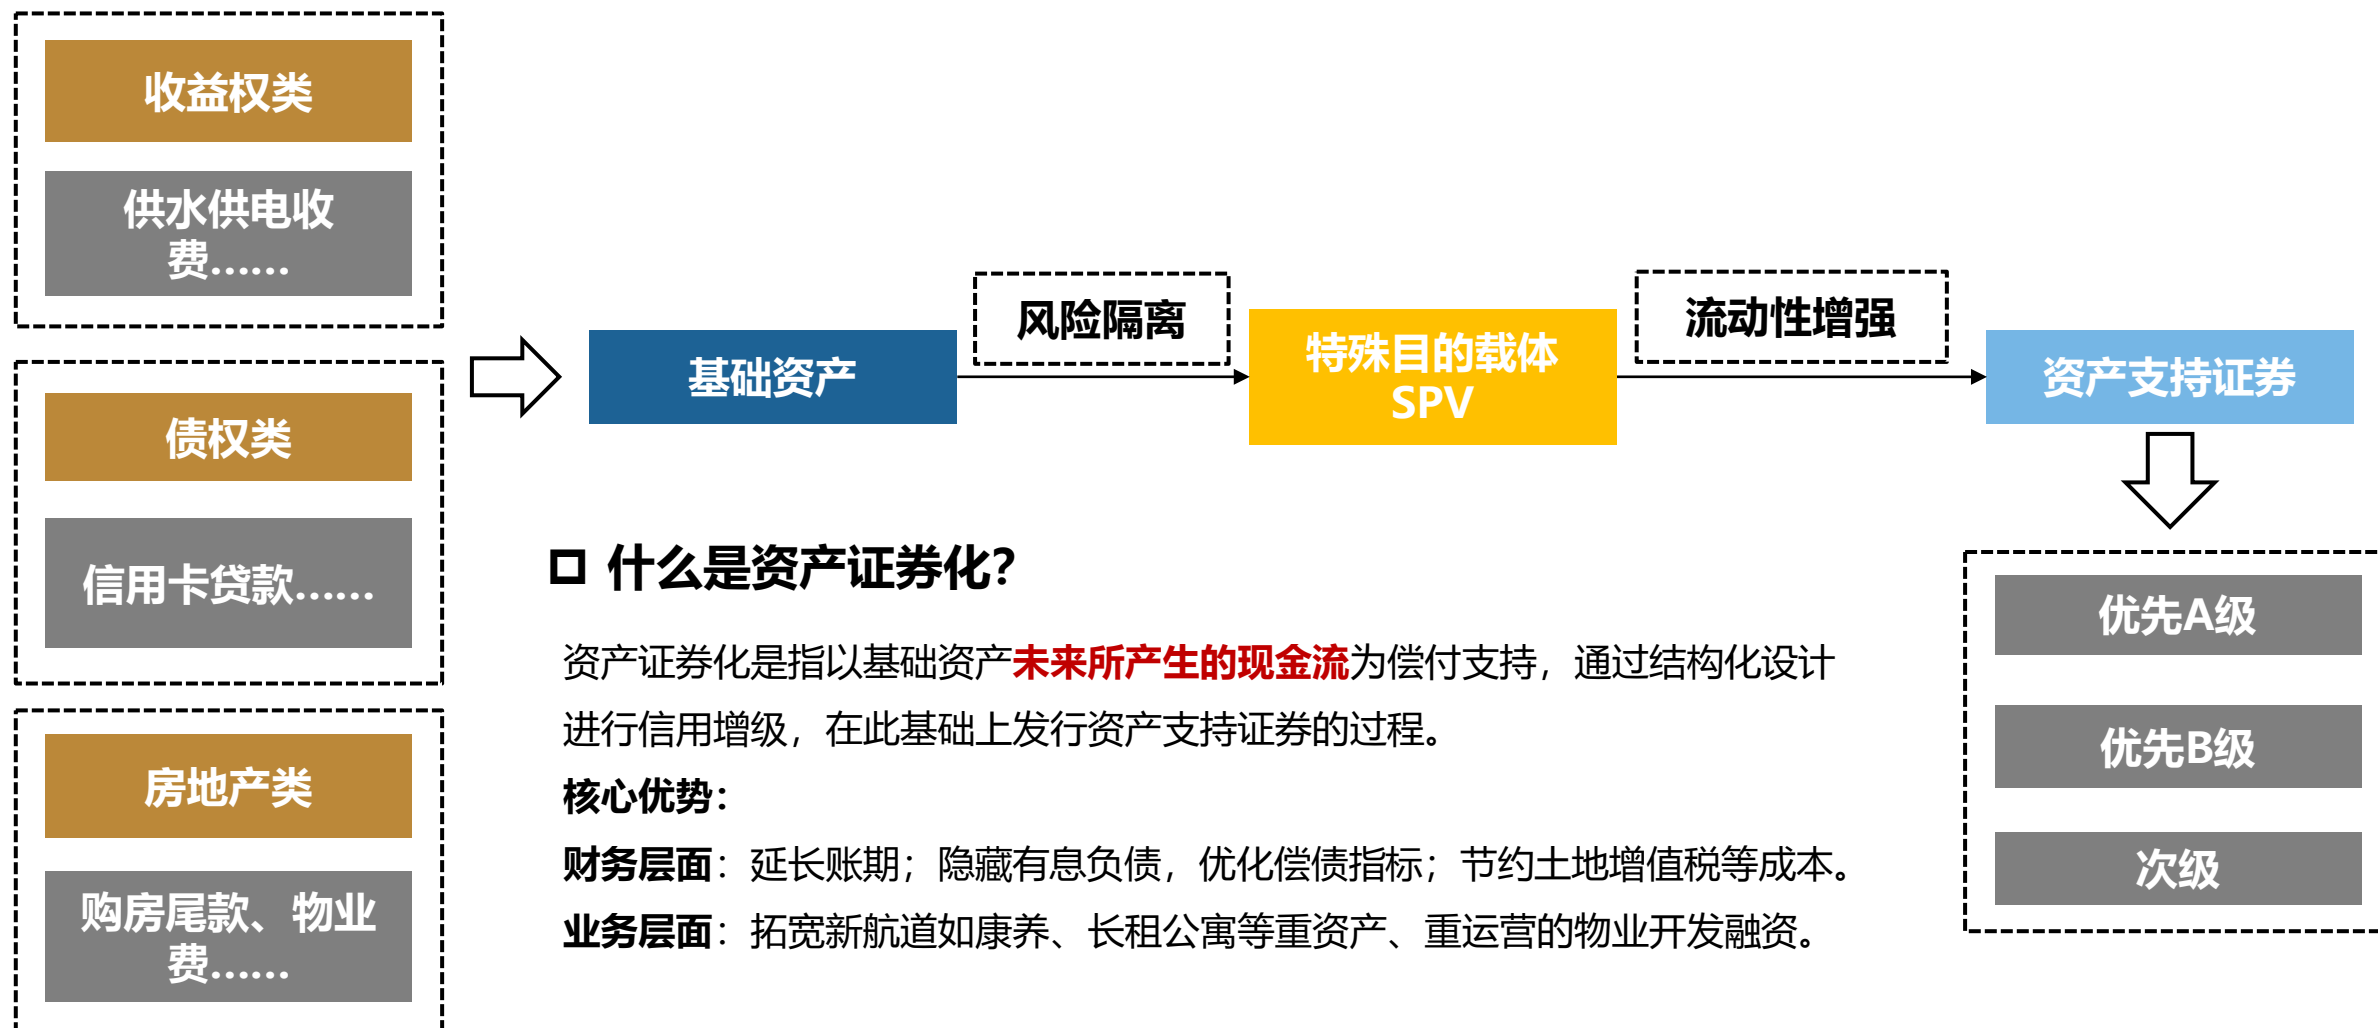 收益权类
供水供电收
费……
债权类
信用卡贷款……
房地产类
购房尾款、物业
费……
基础资产
风险隔离
特殊目的载体
SPV
流动性增强
资产支持证券
优先A级
优先B级
次级
什么是资产证券化？
资产证券化是指以基础资产未来所产生的现金流为偿付支持，通过结构化设计
进行信用增级，在此基础上发行资产支持证券的过程。
核心优势：
财务层面：延长账期；隐藏有息负债，优化偿债指标；节约土地增值税等成本。
业务层面：拓宽新航道如康养、长租公寓等重资产、重运营的物业开发融资。